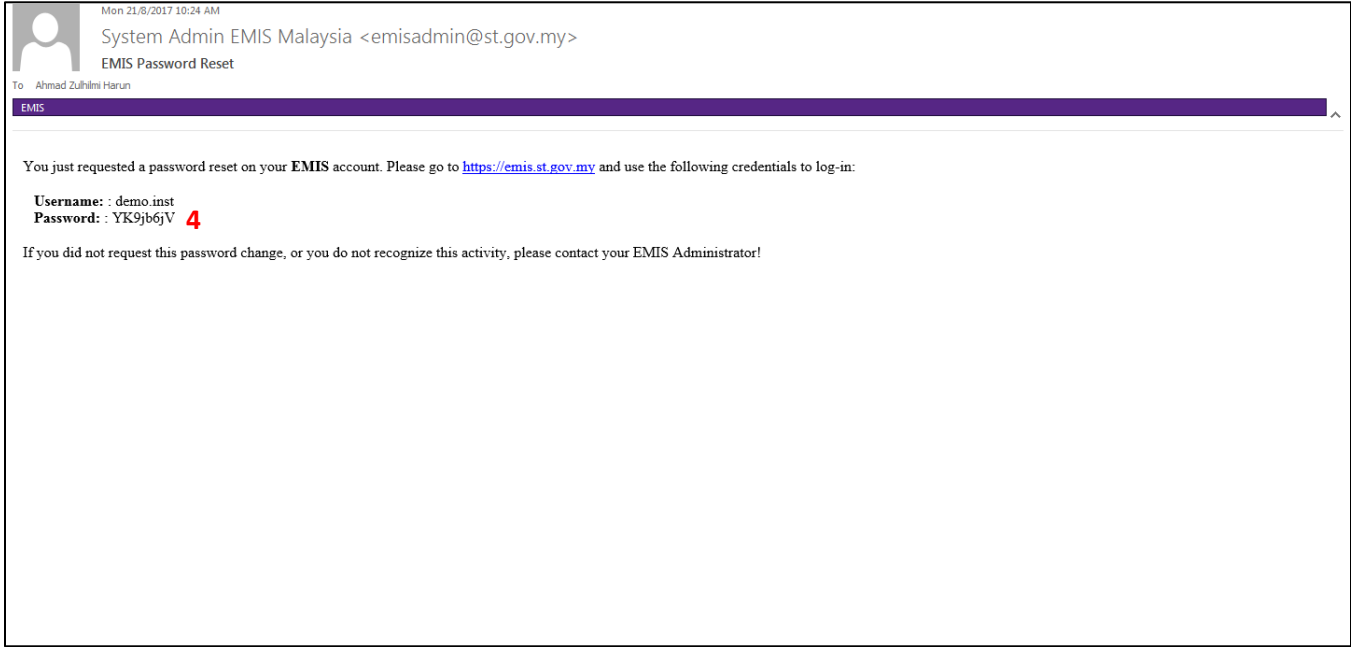 Mon 21/8/2017 10:24 AM
System Admin EMIS Malaysia <emisadmin@st.gov.my>
EMIS Password Reset
To Ahmad Zulhilmi Harun
EMIS
You just requested a password reset on your EMIS account. Please go to https://emis.st.gov.my and use the following credentials to log-in:
Username: : demo.inst
Password: : YK9jb6jV 4
If you did not request this password change, or you do not recognize this activity, please contact your EMIS Administrator!